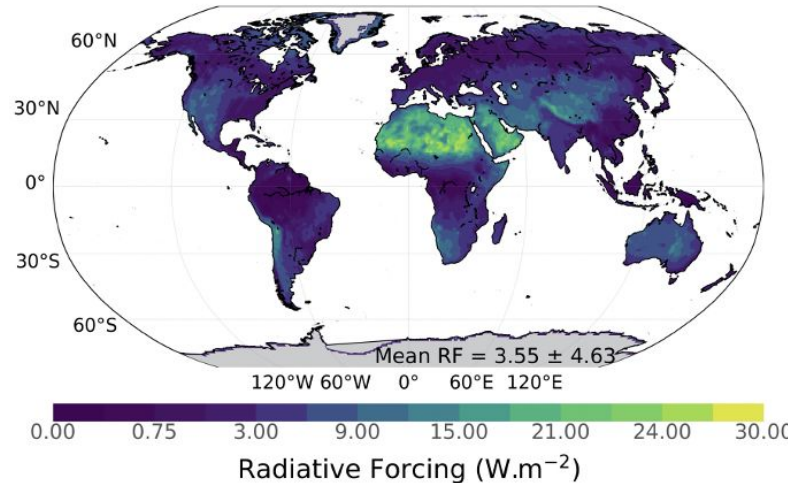 60°N
30°N
0°
30°S
60°S
Mean RF = 3.55 ± 4.63
120°W 60°W 0° 60°E 120°E
0.00 0.75 3.00 9.00 15.00 21.00 24.00 30.00
Radiative Forcing (W.m⁻²)